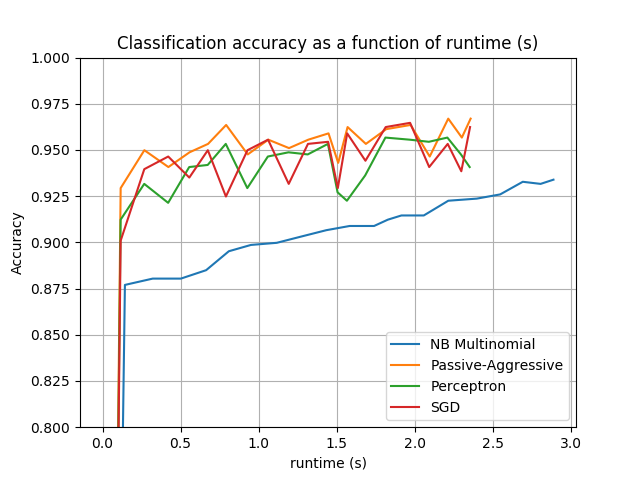 Classification accuracy as a function of runtime (s)
1.000
0.975
0.950
0.925
0.900
0.875
0.850
0.825
0.800
Accuracy
NB Multinomial
Passive-Aggressive
Perceptron
SGD
0.0 0.5 1.0 1.5 2.0 2.5 3.0
runtime (s)